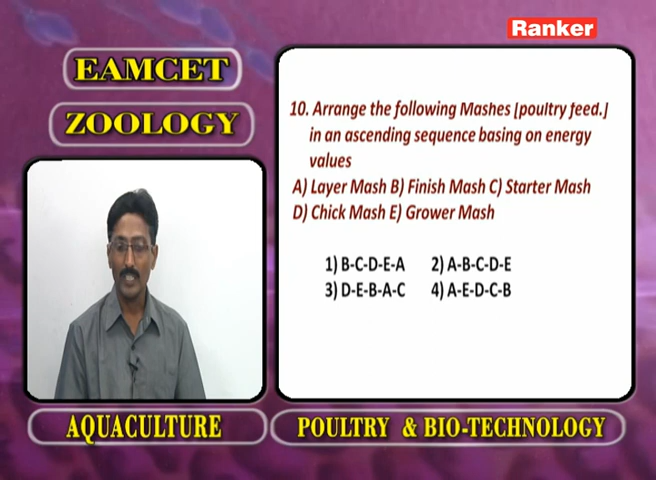 Ranker
EAMCET
ZOOLOGY
10. Arrange the following Mashes [poultry feed.]
in an ascending sequence basing on energy
values
A) Layer Mash B) Finish Mash C) Starter Mash
D) Chick Mash E) Grower Mash
1) B-C-D-E-A 2) A-B-C-D-E
3) D-E-B-A-C 4) A-E-D-C-B
AQUACULTURE
POULTRY & BIO-TECHNOLOGY